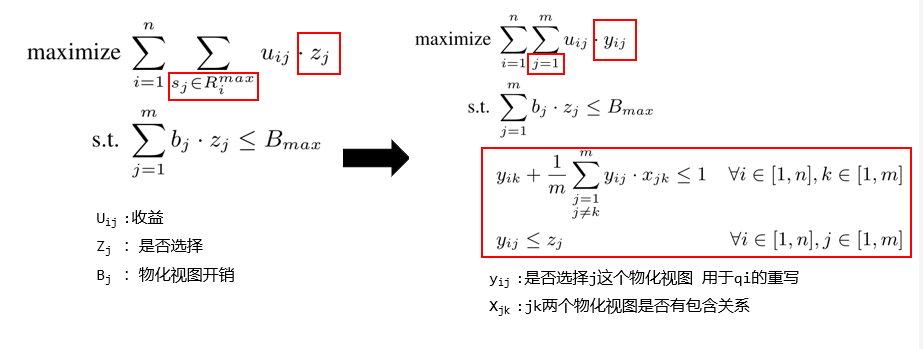 maximize \sum_{i=1}^{n} \sum_{s_j \in R_i^{max}} u_{ij} \cdot z_j
s.t. \sum_{j=1}^{m} b_j \cdot z_j \leq B_{max}
U_{ij} :收益
Z_j : 是否选择
B_j : 物化视图开销
maximize \sum_{i=1}^{n} \sum_{j=1}^{m} u_{ij} \cdot y_{ij}
s.t. \sum_{j=1}^{m} b_j \cdot z_j \leq B_{max}
y_{ik} + \frac{1}{m} \sum_{\substack{j=1 \\ j \neq k}}^{m} y_{ij} \cdot x_{jk} \leq 1 \quad \forall i \in [1, n], k \in [1, m]
y_{ij} \leq z_j \quad \forall i \in [1, n], j \in [1, m]
y_{ij} :是否选择j这个物化视图 用于qi的重写
X_{jk} :jk两个物化视图是否有包含关系